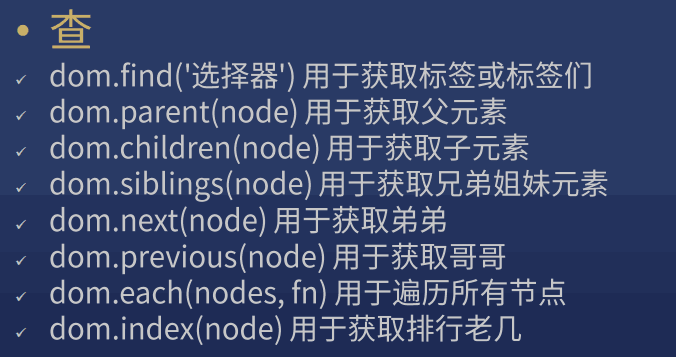 • 查
✓ dom.find('选择器') 用于获取标签或标签们
✓ dom.parent(node) 用于获取父元素
✓ dom.children(node) 用于获取子元素
✓ dom.siblings(node) 用于获取兄弟姐妹元素
✓ dom.next(node) 用于获取弟弟
✓ dom.previous(node) 用于获取哥哥
✓ dom.each(nodes, fn) 用于遍历所有节点
✓ dom.index(node) 用于获取排行老几